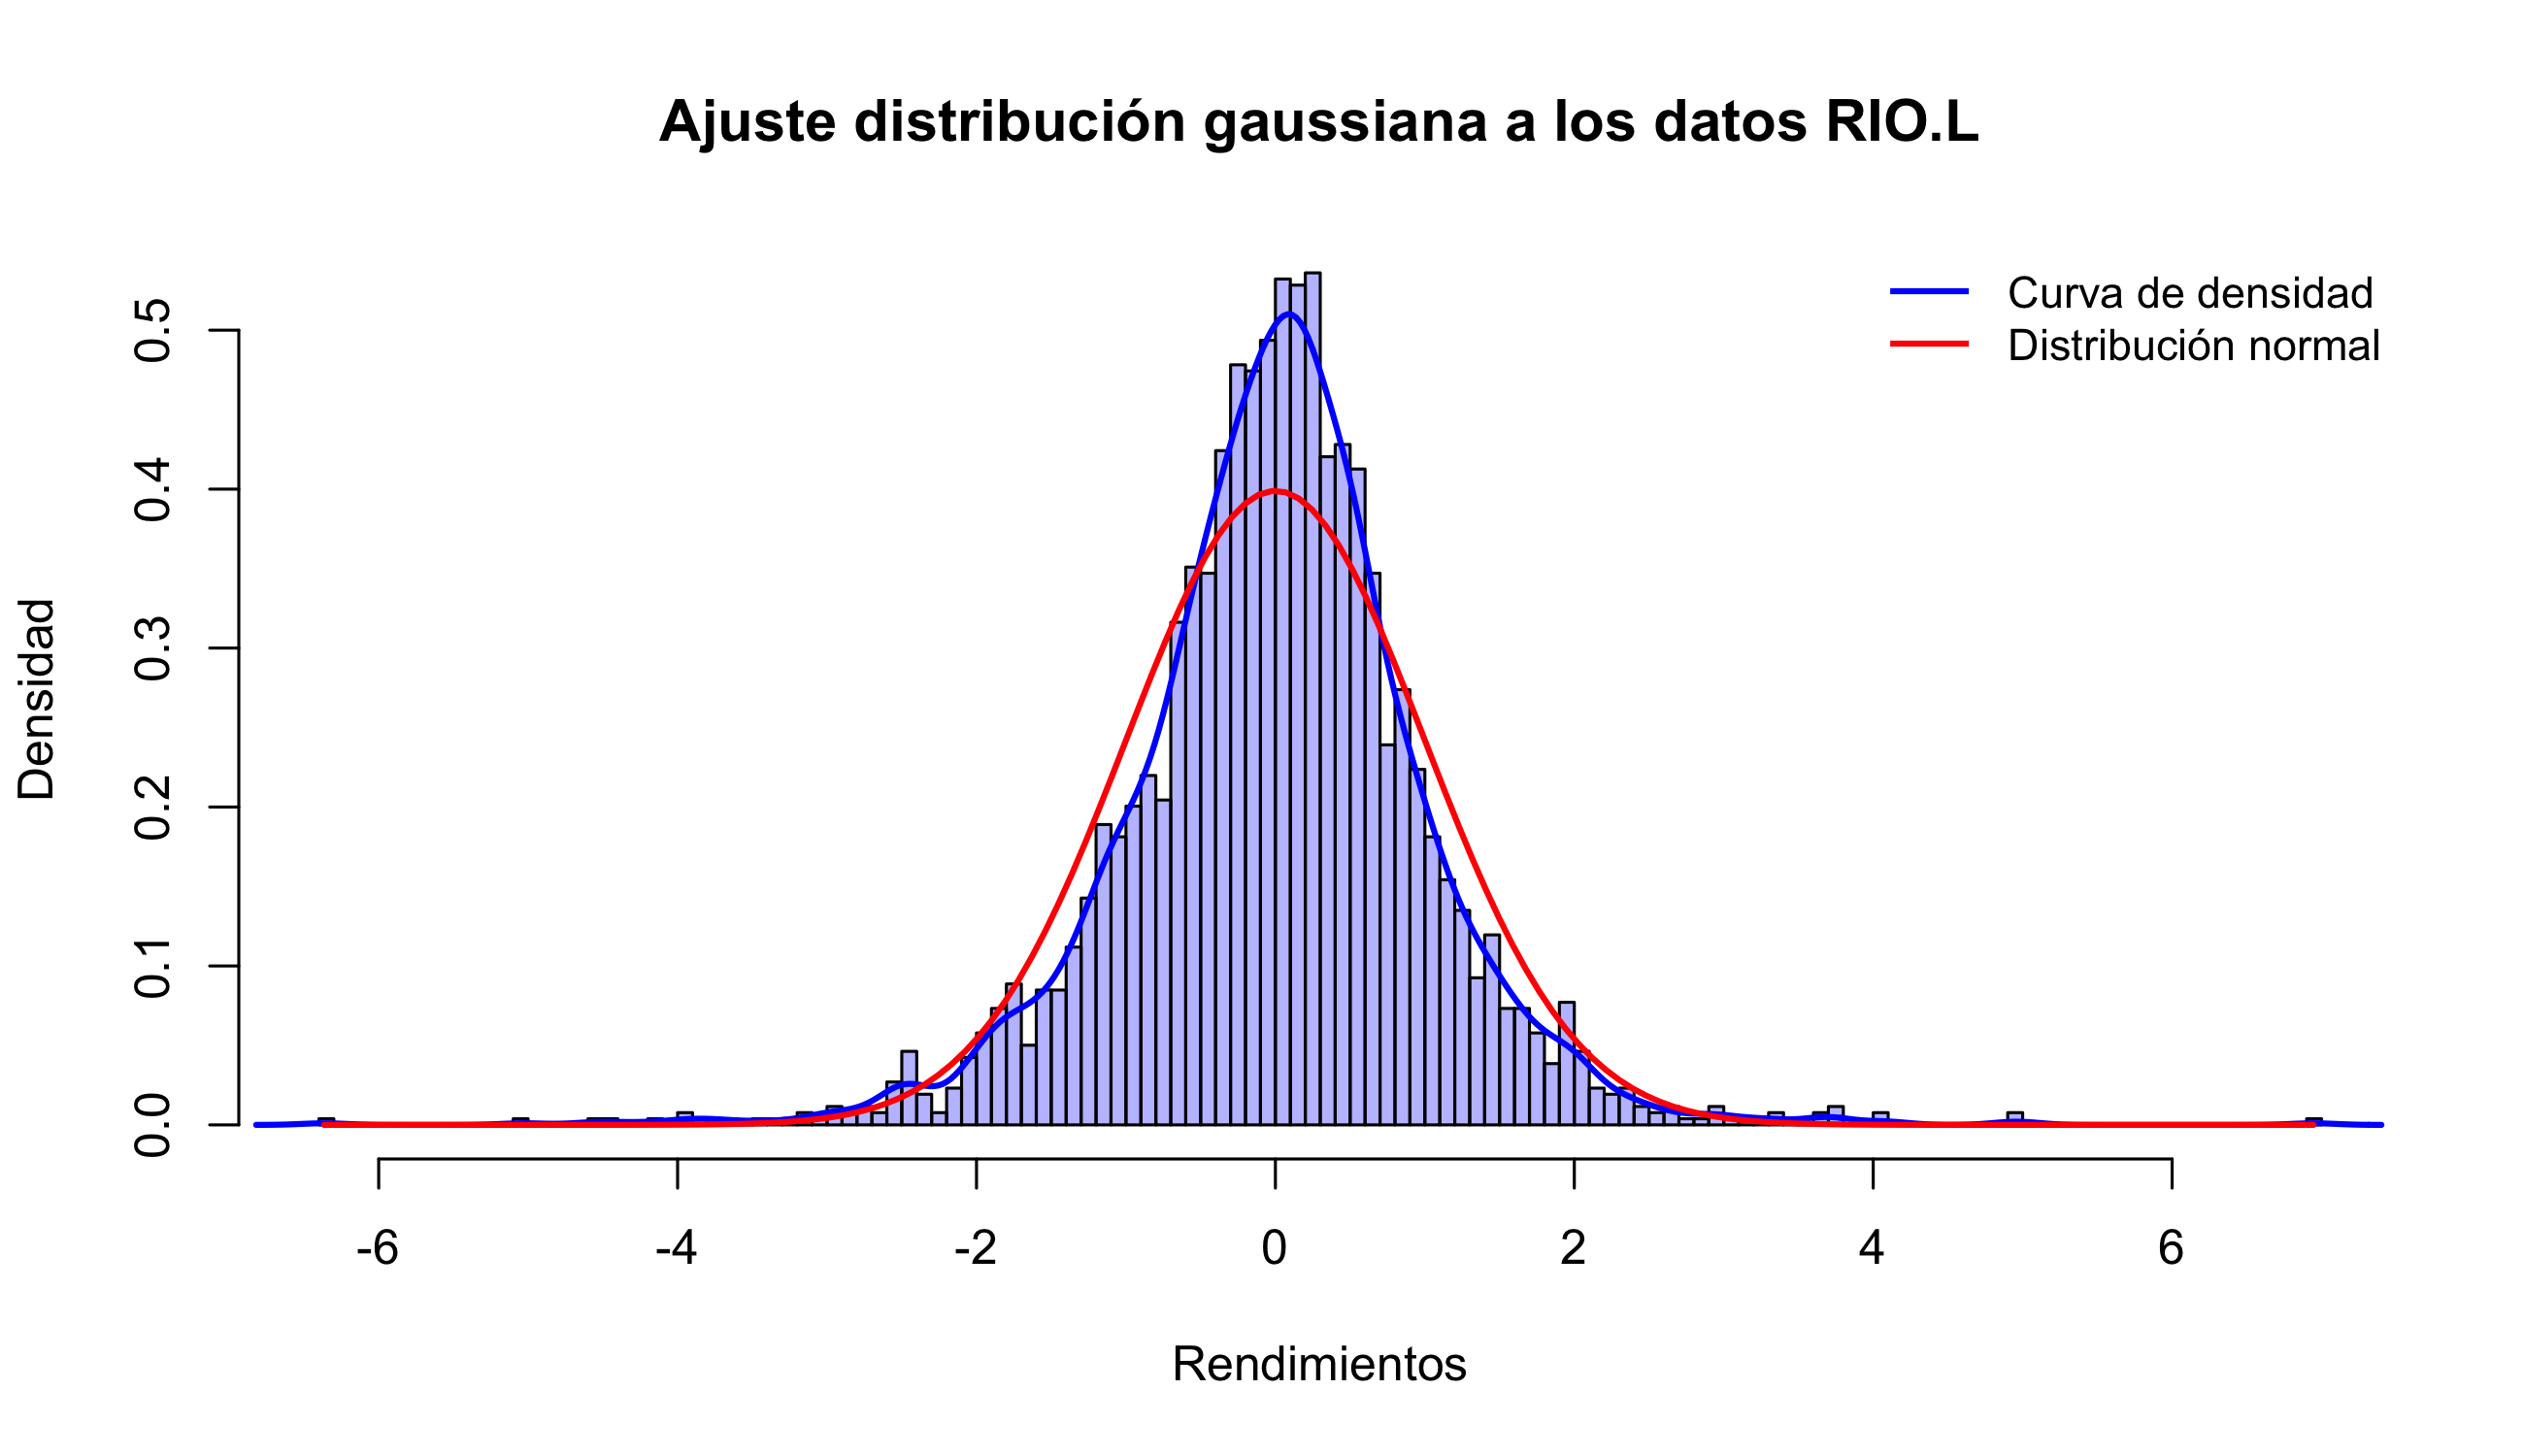 Ajuste distribución gaussiana a los datos RIO.L
Curva de densidad
Distribución normal
Densidad
0.5
0.4
0.3
0.2
0.1
0.0
-6 -4 -2 0 2 4 6
Rendimientos